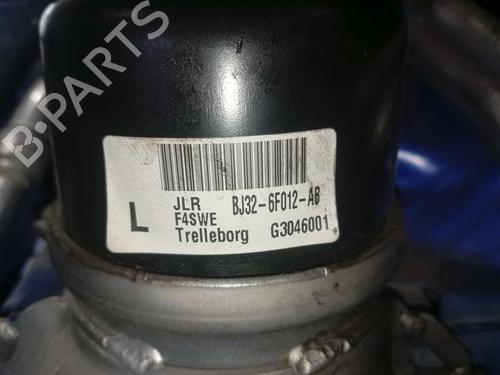 B-PARTS
L
JLR BJ32-6F012-AB
F4SWE
Trelleborg G3046001